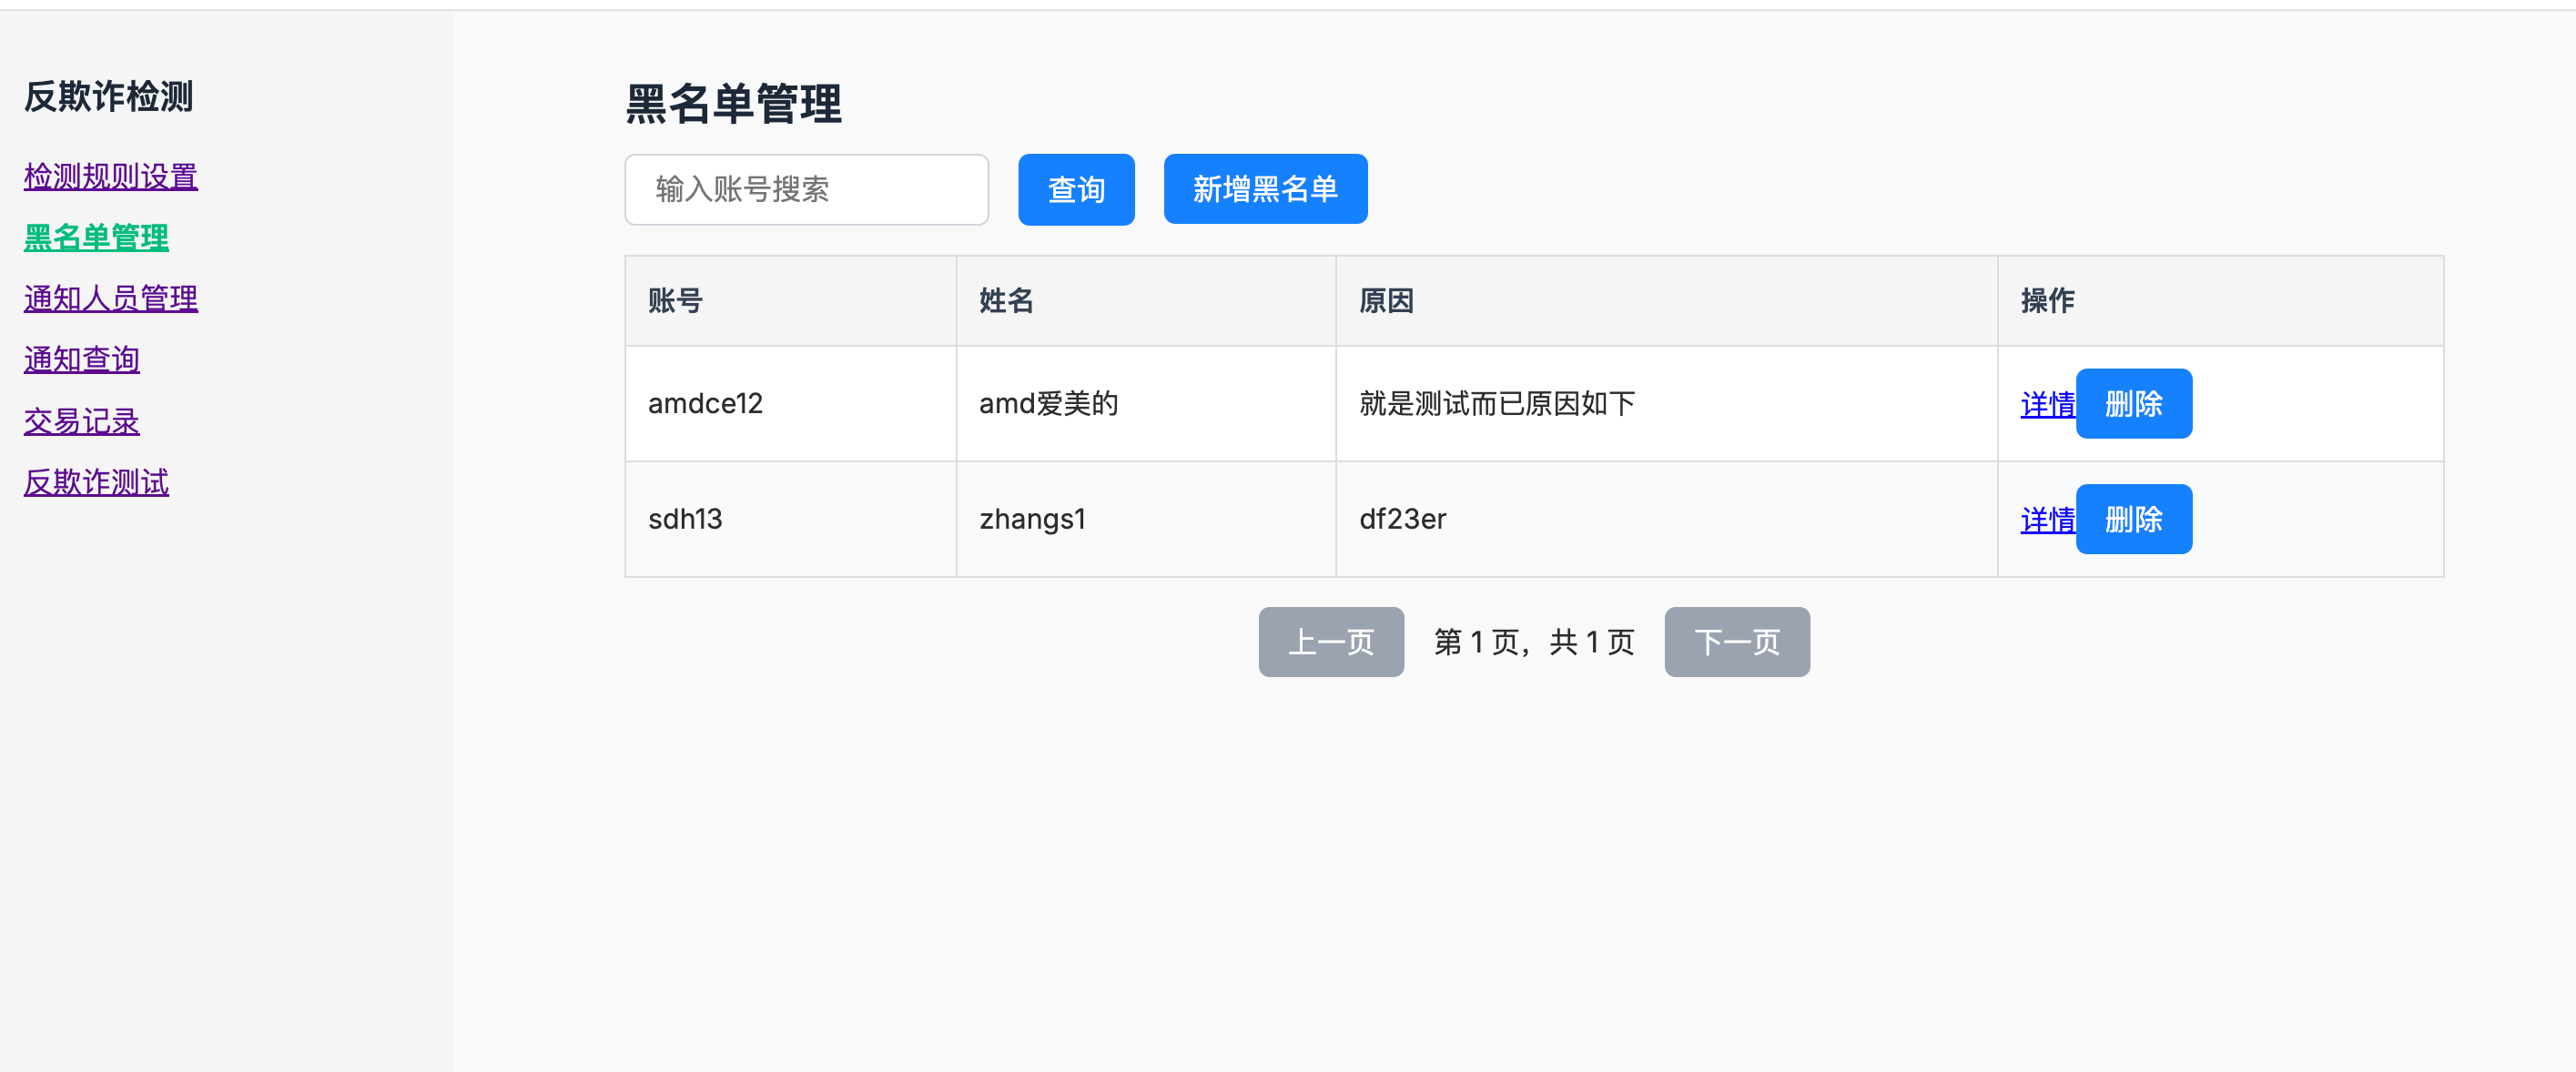 反欺诈检测
检测规则设置
黑名单管理
通知人员管理
通知查询
交易记录
反欺诈测试
黑名单管理
输入账号搜索 查询 新增黑名单
账号 姓名 原因 操作
amdce12 amd爱美的 就是测试而已原因如下 详情 删除
sdh13 zhangs1 df23er 详情 删除
上一页 第 1 页，共 1 页 下一页